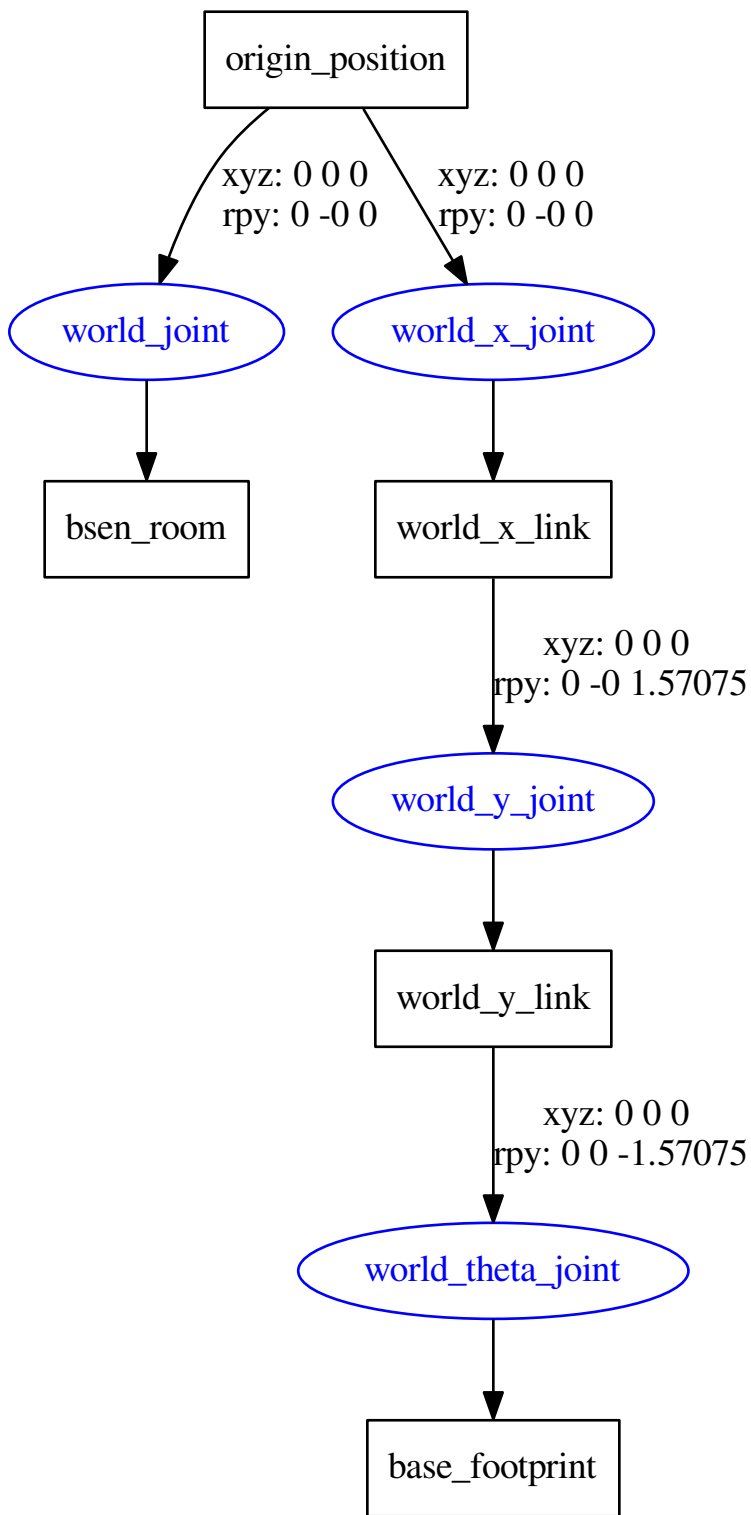 origin_position
xyz: 0 0 0
rpy: 0 -0 0
xyz: 0 0 0
rpy: 0 -0 0
world_joint
world_x_joint
bsen_room
world_x_link
xyz: 0 0 0
rpy: 0 -0 1.57075
world_y_joint
world_y_link
xyz: 0 0 0
rpy: 0 0 -1.57075
world_theta_joint
base_footprint